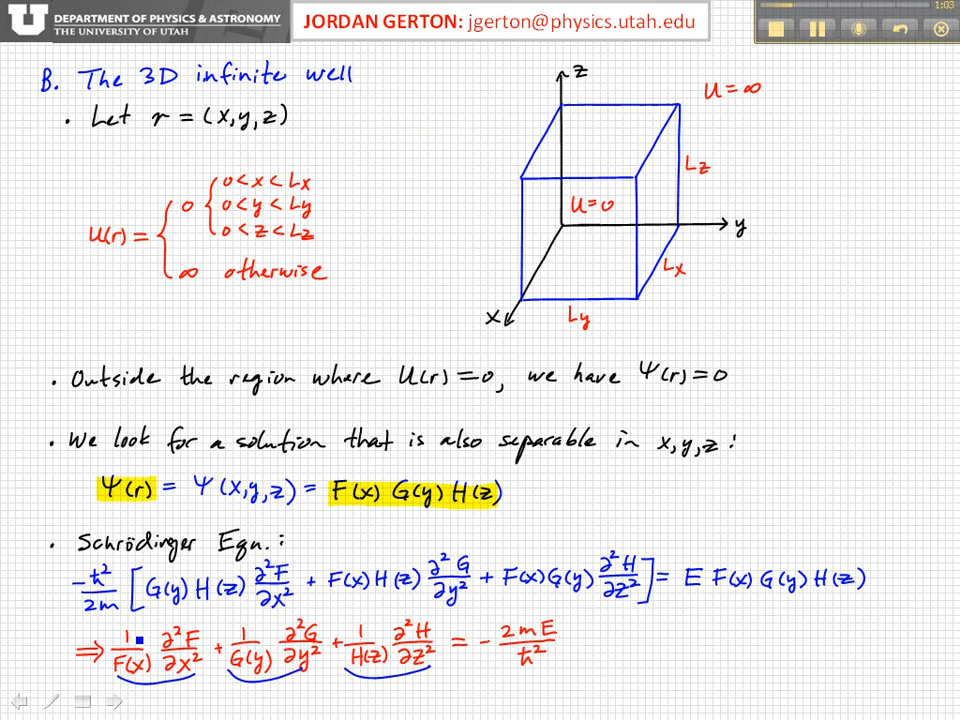 U DEPARTMENT OF PHYSICS & ASTRONOMY
THE UNIVERSITY OF UTAH
JORDAN GERTON: jgerton@physics.utah.edu
1:03
B. The 3D infinite well
• Let r = (x,y,z)
U(r) = { 0 { 0 < x < Lx
0 < y < Ly
0 < z < Lz
∞ otherwise
z
U = ∞
Lz
U = 0
y
Lx
x
Ly
• Outside the region where U(r) = 0, we have Ψ(r) = 0
• We look for a solution that is also separable in x, y, z :
Ψ(r) = Ψ(x,y,z) = F(x) G(y) H(z)
• Schrödinger Eqn. :
-ħ²/2m [ G(y) H(z) ∂²F/∂x² + F(x) H(z) ∂²G/∂y² + F(x) G(y) ∂²H/∂z² ] = E F(x) G(y) H(z)
⇒ 1/F(x) ∂²F/∂x² + 1/G(y) ∂²G/∂y² + 1/H(z) ∂²H/∂z² = - 2mE/ħ²